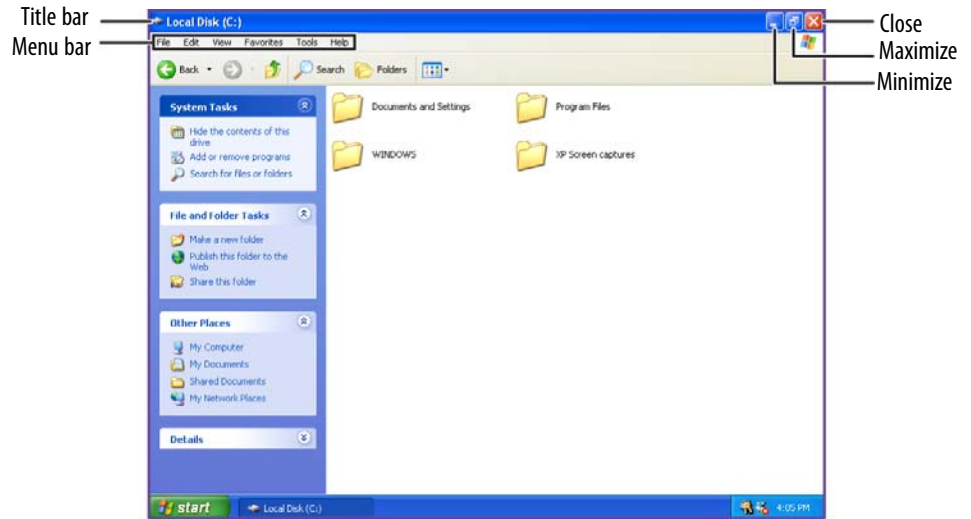 Title bar
Local Disk (C:)
Close
Menu bar
File Edit View Favorites Tools Help
Maximize
Minimize
Back Search Folders
System Tasks
Hide the contents of this
drive
Add or remove programs
Search for files or folders
File and Folder Tasks
Make a new folder
Publish this folder to the
Web
Share this folder
Other Places
My Computer
My Documents
Shared Documents
My Network Places
Details
Documents and Settings
Program Files
WINDOWS
XP Screen captures
start
Local Disk (C:)
4:05 PM